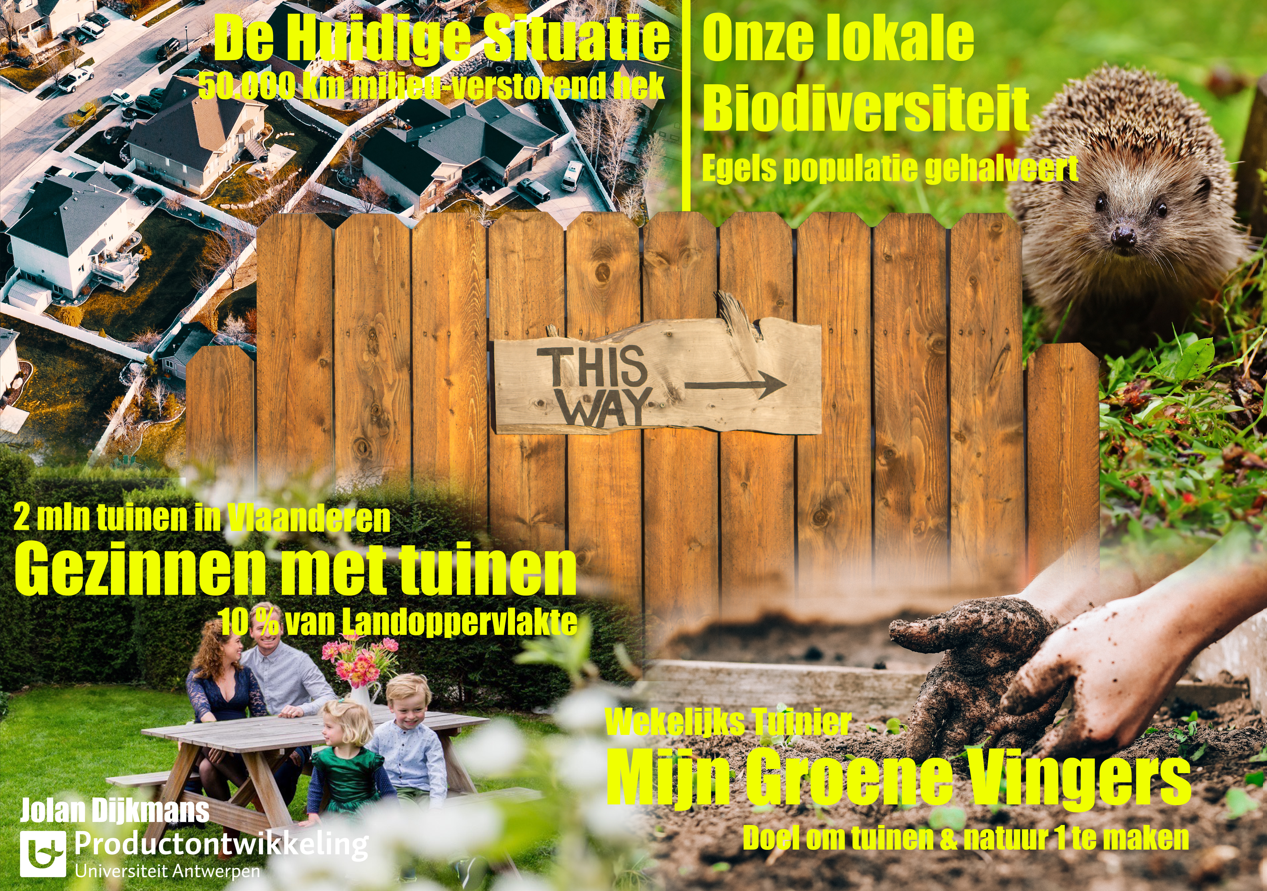 De Huidige Situatie
50.000 km milieu-verstorend hek
Onze lokale
Biodiversiteit
Egels populatie gehalveert
THIS
WAY
2 mln tuinen in Vlaanderen
Gezinnen met tuinen
10 % van Landoppervlakte
Wekelijks Tuinier
Mijn Groene Vingers
Doel om tuinen & natuur 1 te maken
Jolan Dijkmans
Productontwikkeling
Universiteit Antwerpen